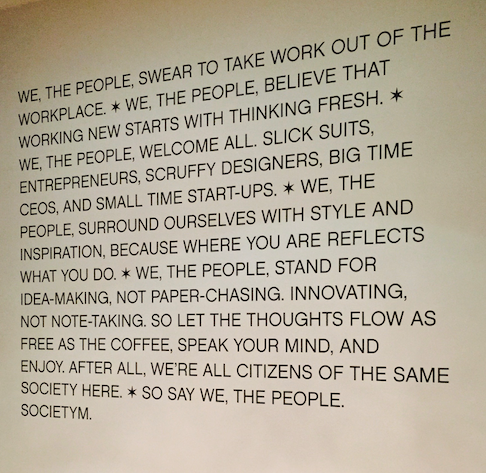 WE, THE PEOPLE, SWEAR TO TAKE WORK OUT OF THE
WORKPLACE. ✶ WE, THE PEOPLE, BELIEVE THAT
WORKING NEW STARTS WITH THINKING FRESH. ✶
WE, THE PEOPLE, WELCOME ALL. SLICK SUITS,
ENTREPRENEURS, SCRUFFY DESIGNERS, BIG TIME
CEOS, AND SMALL TIME START-UPS. ✶ WE, THE
PEOPLE, SURROUND OURSELVES WITH STYLE AND
INSPIRATION, BECAUSE WHERE YOU ARE REFLECTS
WHAT YOU DO. ✶ WE, THE PEOPLE, STAND FOR
IDEA-MAKING, NOT PAPER-CHASING. INNOVATING,
NOT NOTE-TAKING. SO LET THE THOUGHTS FLOW AS
FREE AS THE COFFEE, SPEAK YOUR MIND, AND
ENJOY. AFTER ALL, WE'RE ALL CITIZENS OF THE SAME
SOCIETY HERE. ✶ SO SAY WE, THE PEOPLE.
SOCIETYM.